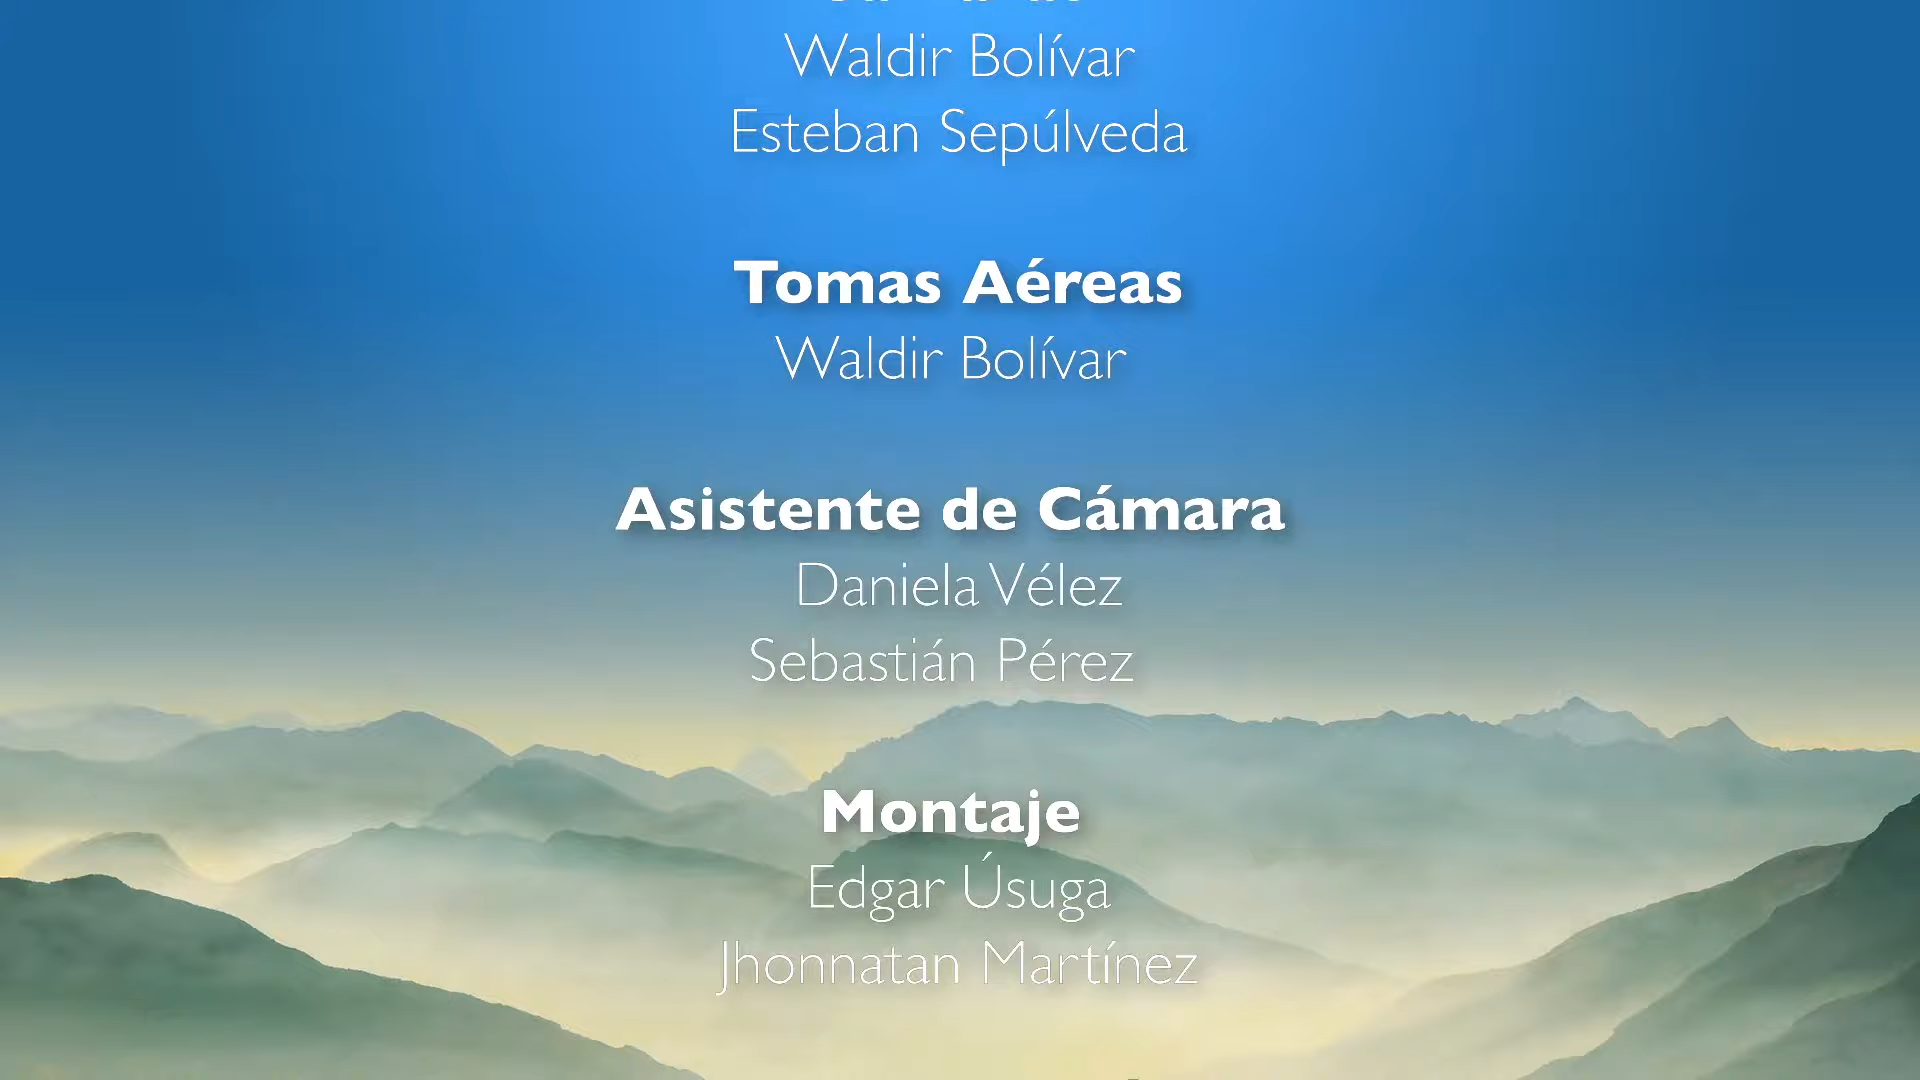 Waldir Bolívar
Esteban Sepúlveda
Tomas Aéreas
Waldir Bolívar
Asistente de Cámara
Daniela Vélez
Sebastián Pérez
Montaje
Edgar Úsuga
Jhonnatan Martínez